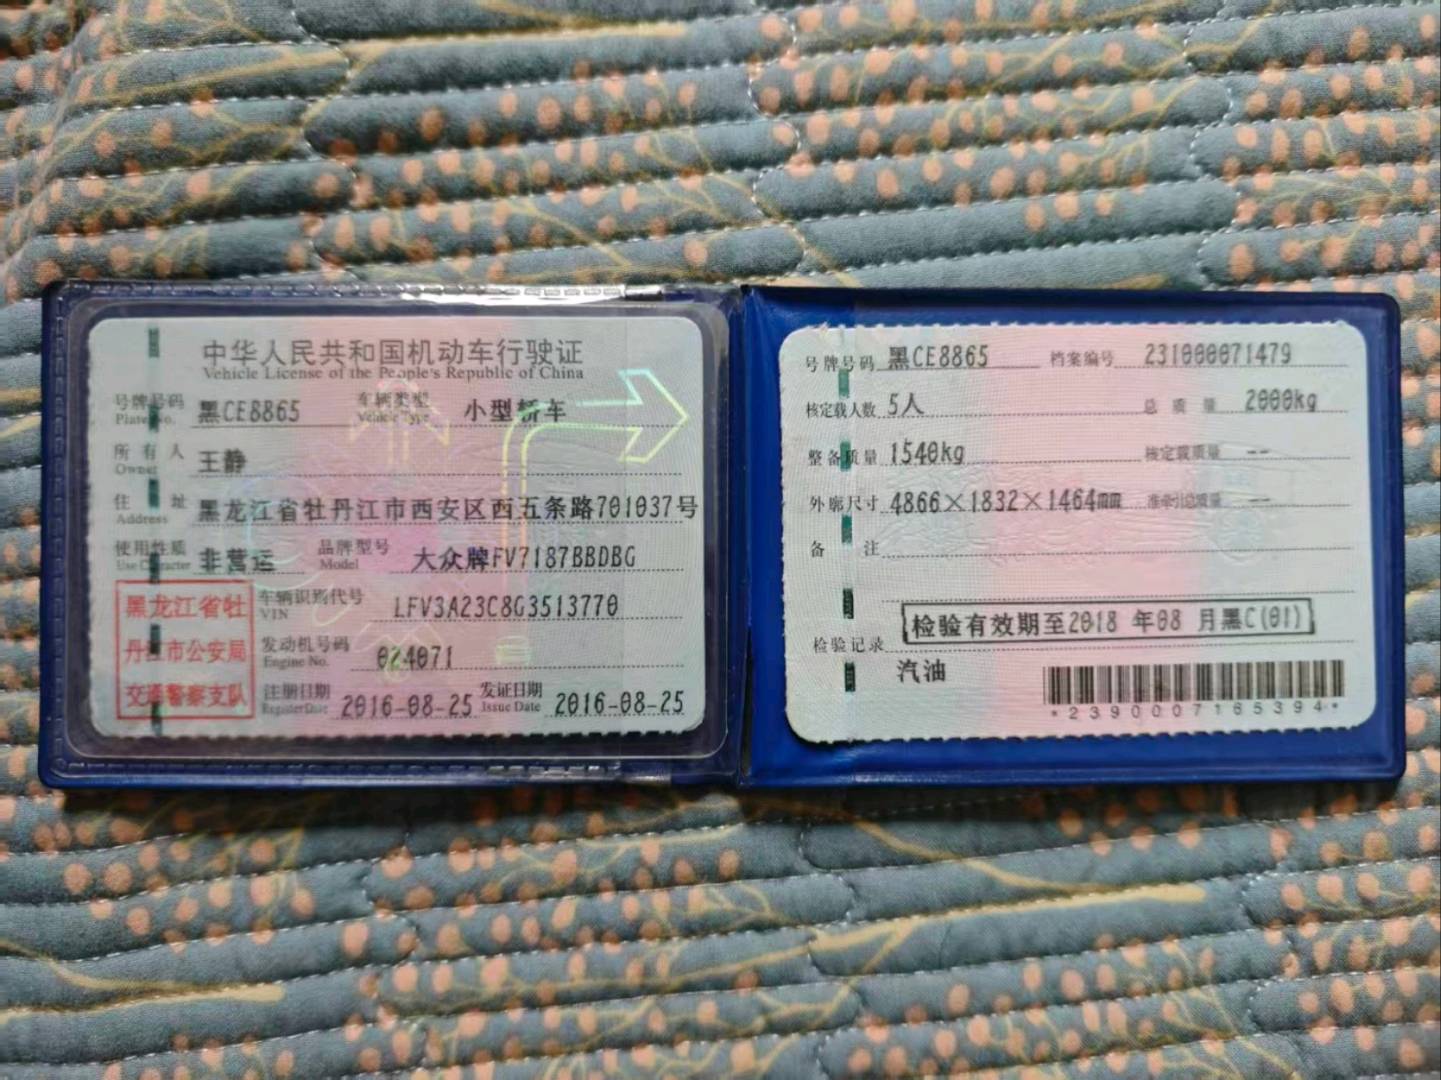 中华人民共和国机动车行驶证
Vehicle License of the People's Republic of China
号牌号码 黑CE8865 车辆类型 小型轿车
Plate No. Vehicle Type
所有人 王静
Owner
住址 黑龙江省牡丹江市西安区西五条路701037号
Address
使用性质 非营运 品牌型号 大众牌FV7187BBDBG
Use Character Model
黑龙江省牡
丹江市公安局
交通警察支队
车辆识别代号 LFV3A23C8G3513770
VIN
发动机号码 024071
Engine No.
注册日期 2016-08-25 发证日期 2016-08-25
Register Date Issue Date
号牌号码 黑CE8865 档案编号 231000071479
核定载人数 5人 总质量 2000kg
整备质量 1540kg 核定载质量 --
外廓尺寸 4866×1832×1464mm 准牵引总质量 --
备注
检验记录 检验有效期至2018 年08 月黑C(01)
汽油
*2390007165394*